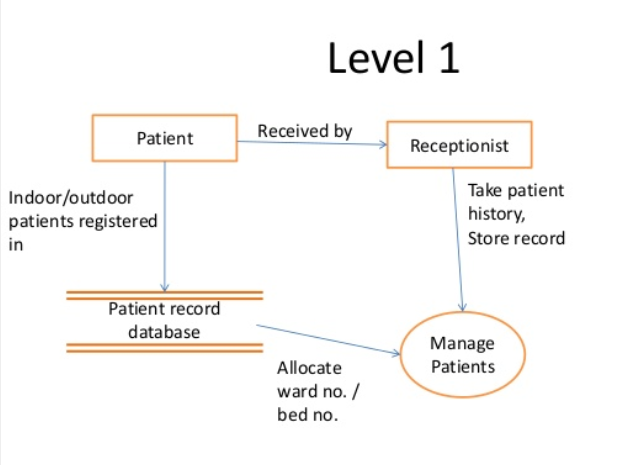 Level 1
Patient
Received by
Receptionist
Indoor/outdoor
patients registered
in
Take patient
history,
Store record
Patient record
database
Manage
Patients
Allocate
ward no. /
bed no.